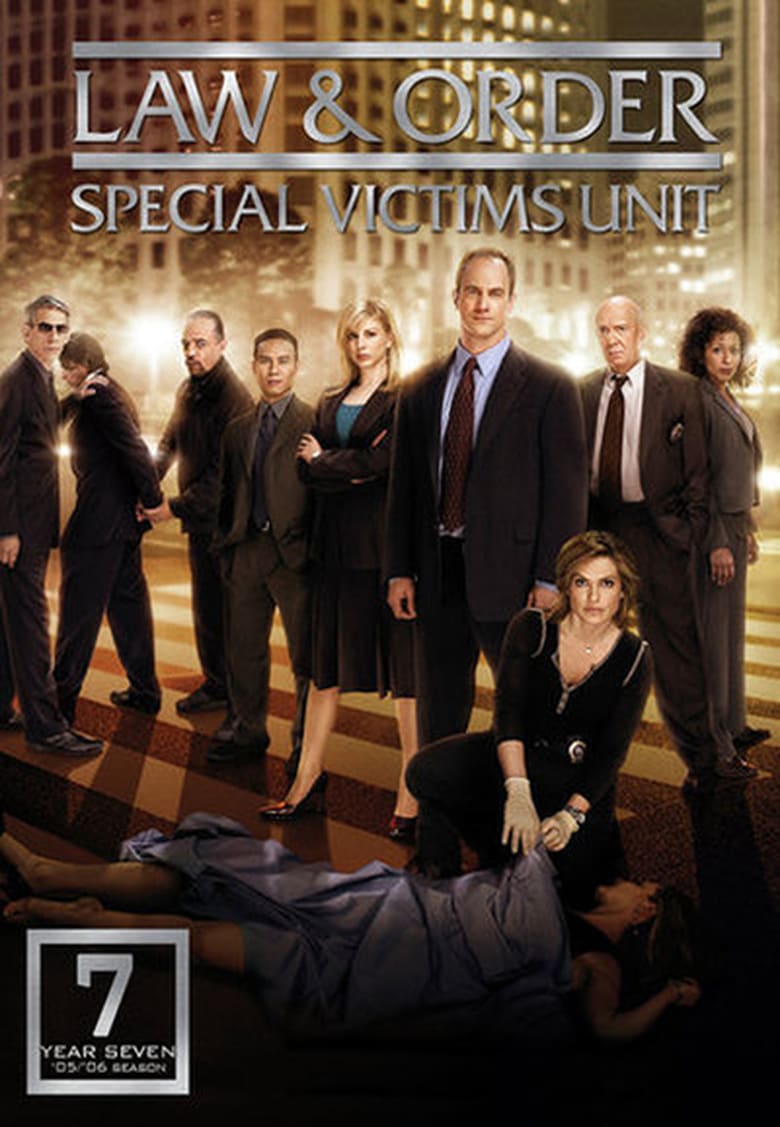 LAW & ORDER
SPECIAL VICTIMS UNIT
7
YEAR SEVEN
'05/'06 SEASON